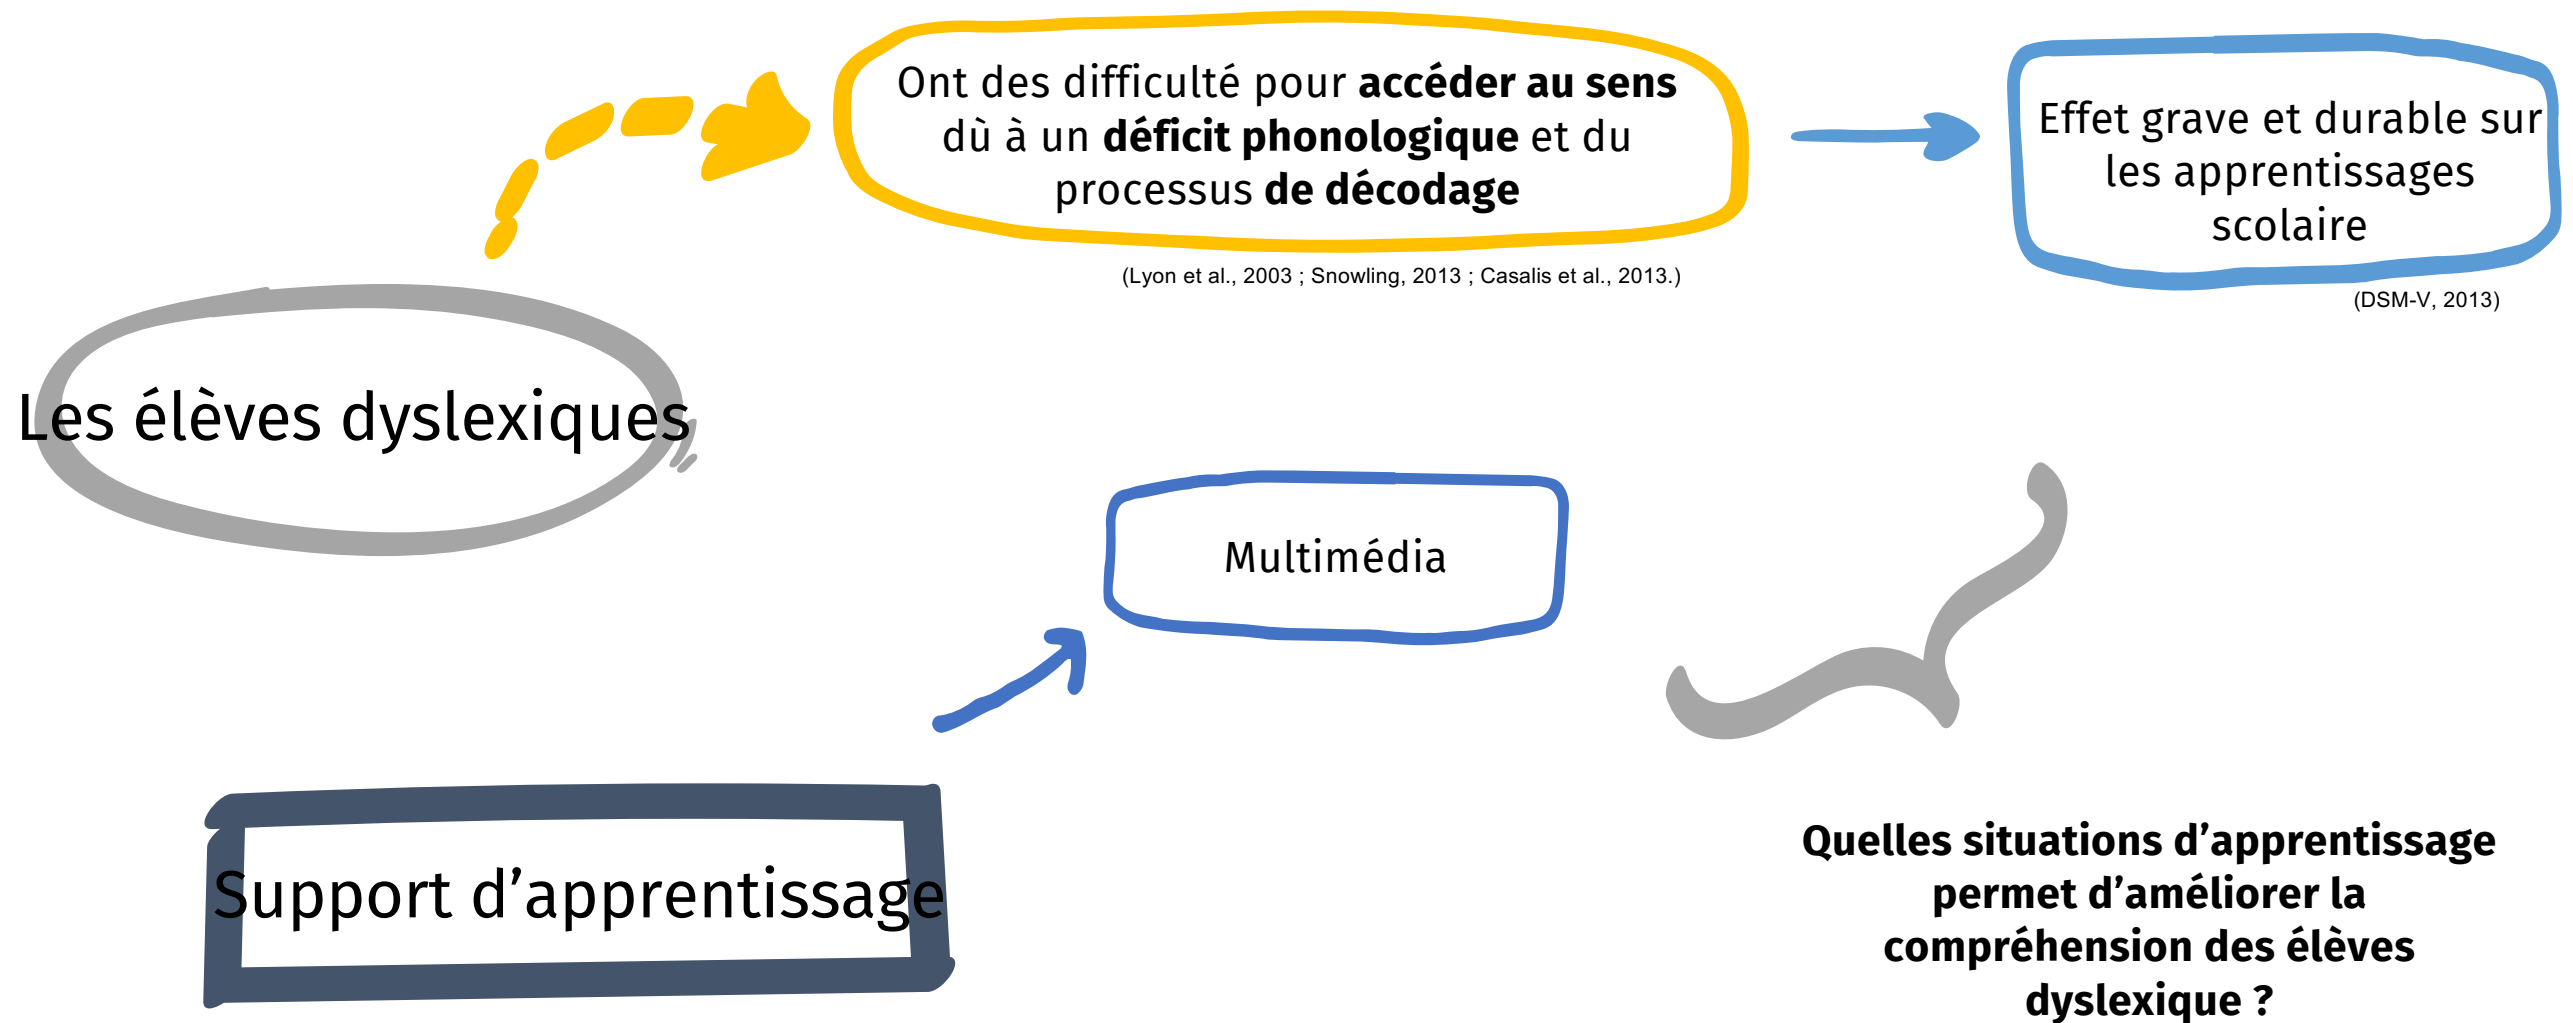 Ont des difficulté pour accéder au sens
dù à un déficit phonologique et du
processus de décodage
(Lyon et al., 2003 ; Snowling, 2013 ; Casalis et al., 2013.)
Effet grave et durable sur
les apprentissages
scolaire
(DSM-V, 2013)
Les élèves dyslexiques
Multimédia
Support d’apprentissage
Quelles situations d’apprentissage
permet d’améliorer la
compréhension des élèves
dyslexique ?